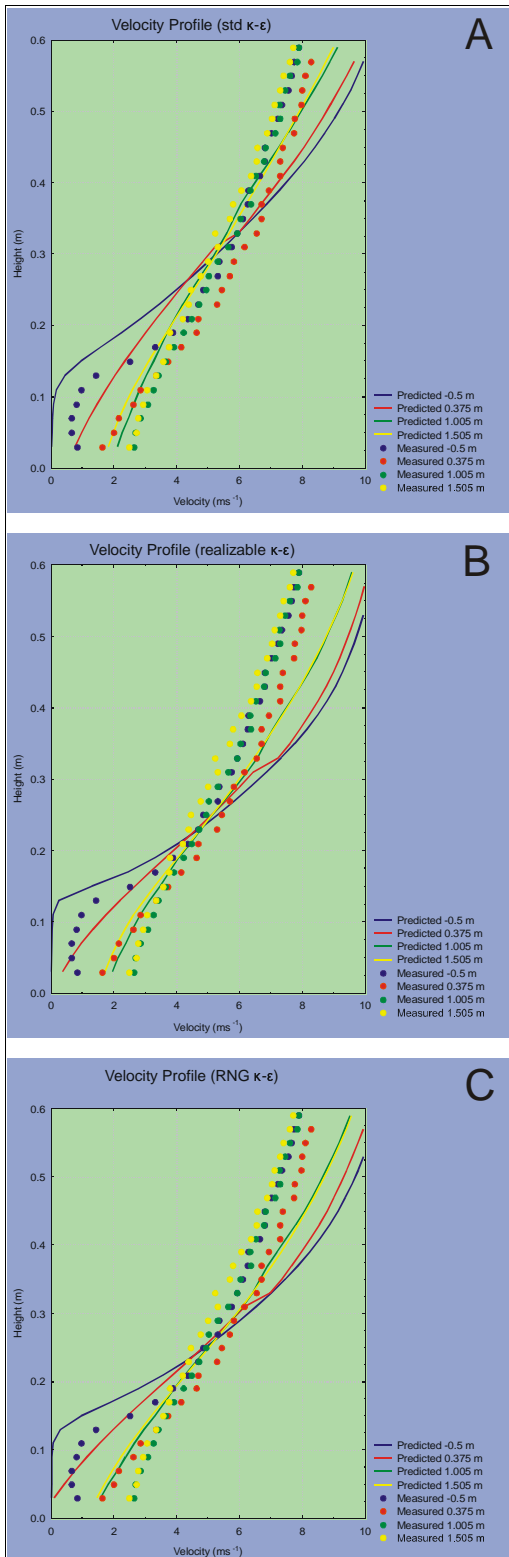 Velocity Profile (std κ-ε)
A
0.6
0.5
0.4
0.3
0.2
0.1
0.0
Height (m)
0 2 4 6 8 10
Velocity (ms⁻¹)
Predicted -0.5 m
Predicted 0.375 m
Predicted 1.005 m
Predicted 1.505 m
Measured -0.5 m
Measured 0.375 m
Measured 1.005 m
Measured 1.505 m
Velocity Profile (realizable κ-ε)
B
0.6
0.5
0.4
0.3
0.2
0.1
0.0
Height (m)
0 2 4 6 8 10
Velocity (ms⁻¹)
Predicted -0.5 m
Predicted 0.375 m
Predicted 1.005 m
Predicted 1.505 m
Measured -0.5 m
Measured 0.375 m
Measured 1.005 m
Measured 1.505 m
Velocity Profile (RNG κ-ε)
C
0.6
0.5
0.4
0.3
0.2
0.1
0.0
Height (m)
0 2 4 6 8 10
Velocity (ms⁻¹)
Predicted -0.5 m
Predicted 0.375 m
Predicted 1.005 m
Predicted 1.505 m
Measured -0.5 m
Measured 0.375 m
Measured 1.005 m
Measured 1.505 m